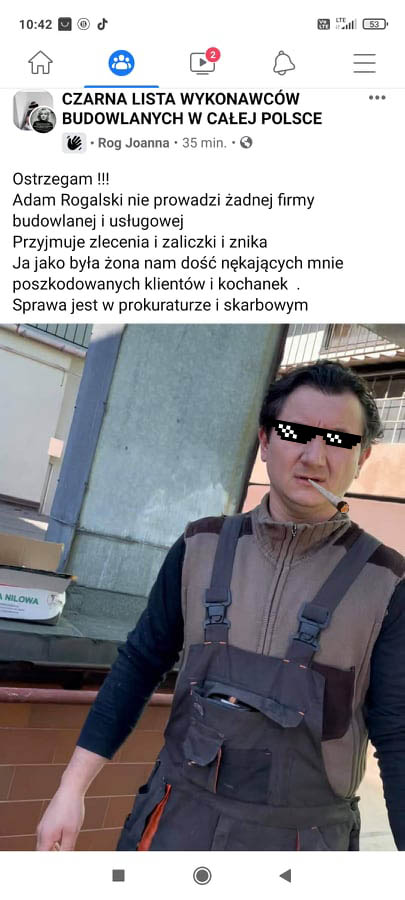 10:42
VoLTE LTE 53
2
CZARNA LISTA WYKONAWCÓW
BUDOWLANYCH W CAŁEJ POLSCE
Rog Joanna • 35 min. •
Ostrzegam !!!
Adam Rogalski nie prowadzi żadnej firmy
budowlanej i usługowej
Przyjmuje zlecenia i zaliczki i znika
Ja jako była żona nam dość nękających mnie
poszkodowanych klientów i kochanek .
Sprawa jest w prokuraturze i skarbowym
A NILOWA